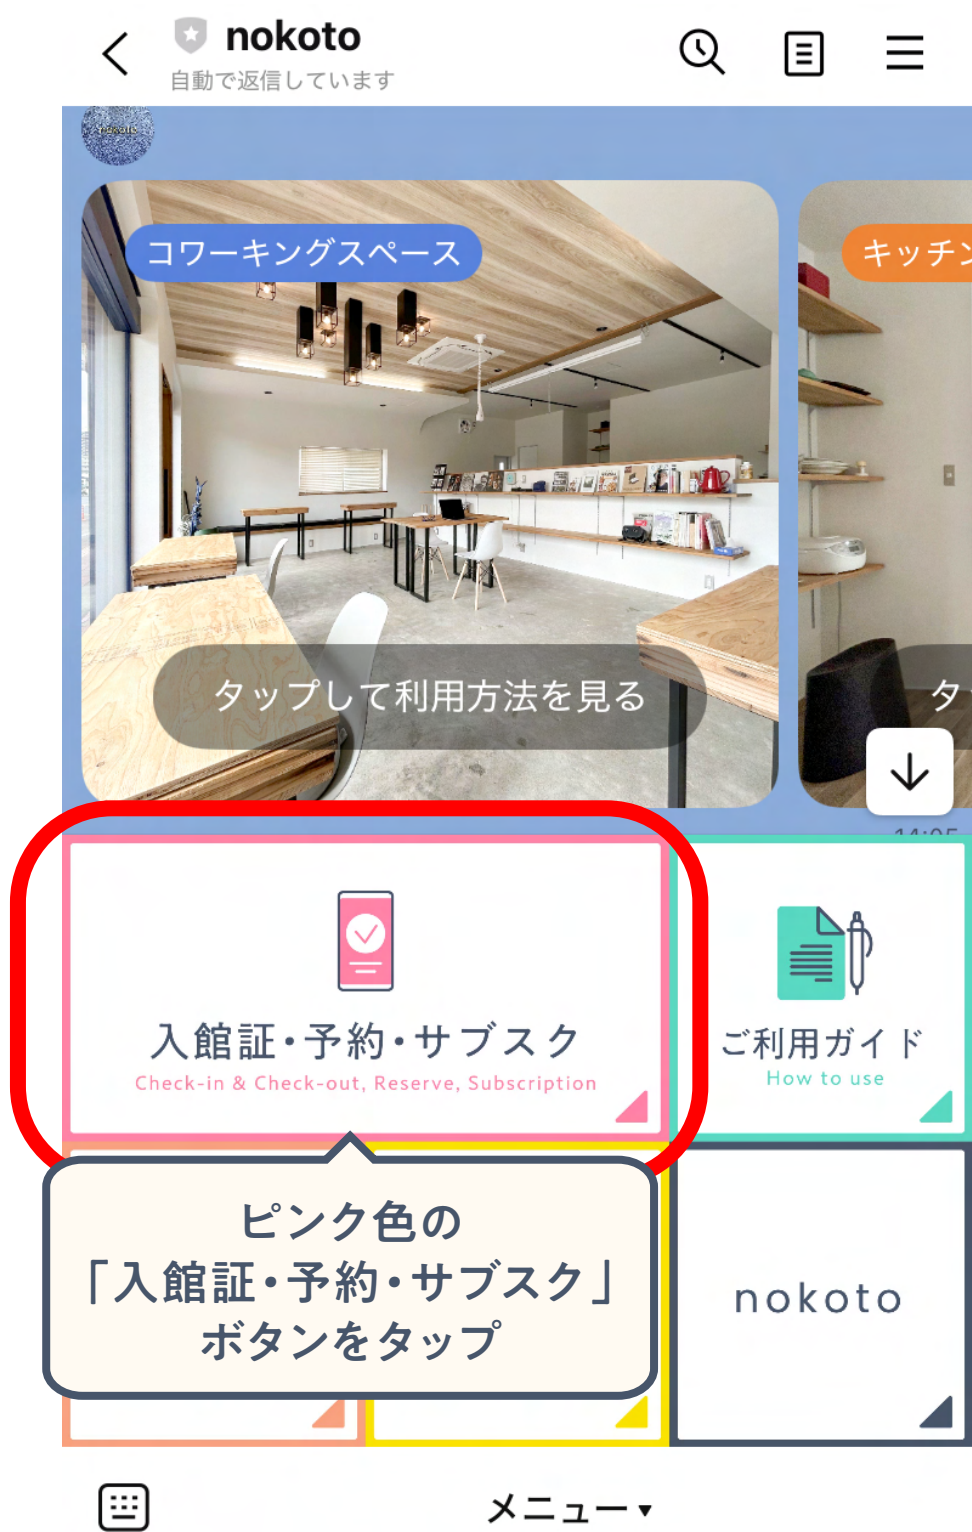 nokoto
自動で返信しています
nokoto
コワーキングスペース
キッチン
タップして利用方法を見る
タ
14:05
入館証・予約・サブスク
Check-in & Check-out, Reserve, Subscription
ご利用ガイド
How to use
ピンク色の
「入館証・予約・サブスク」
ボタンをタップ
nokoto
メニュー▼